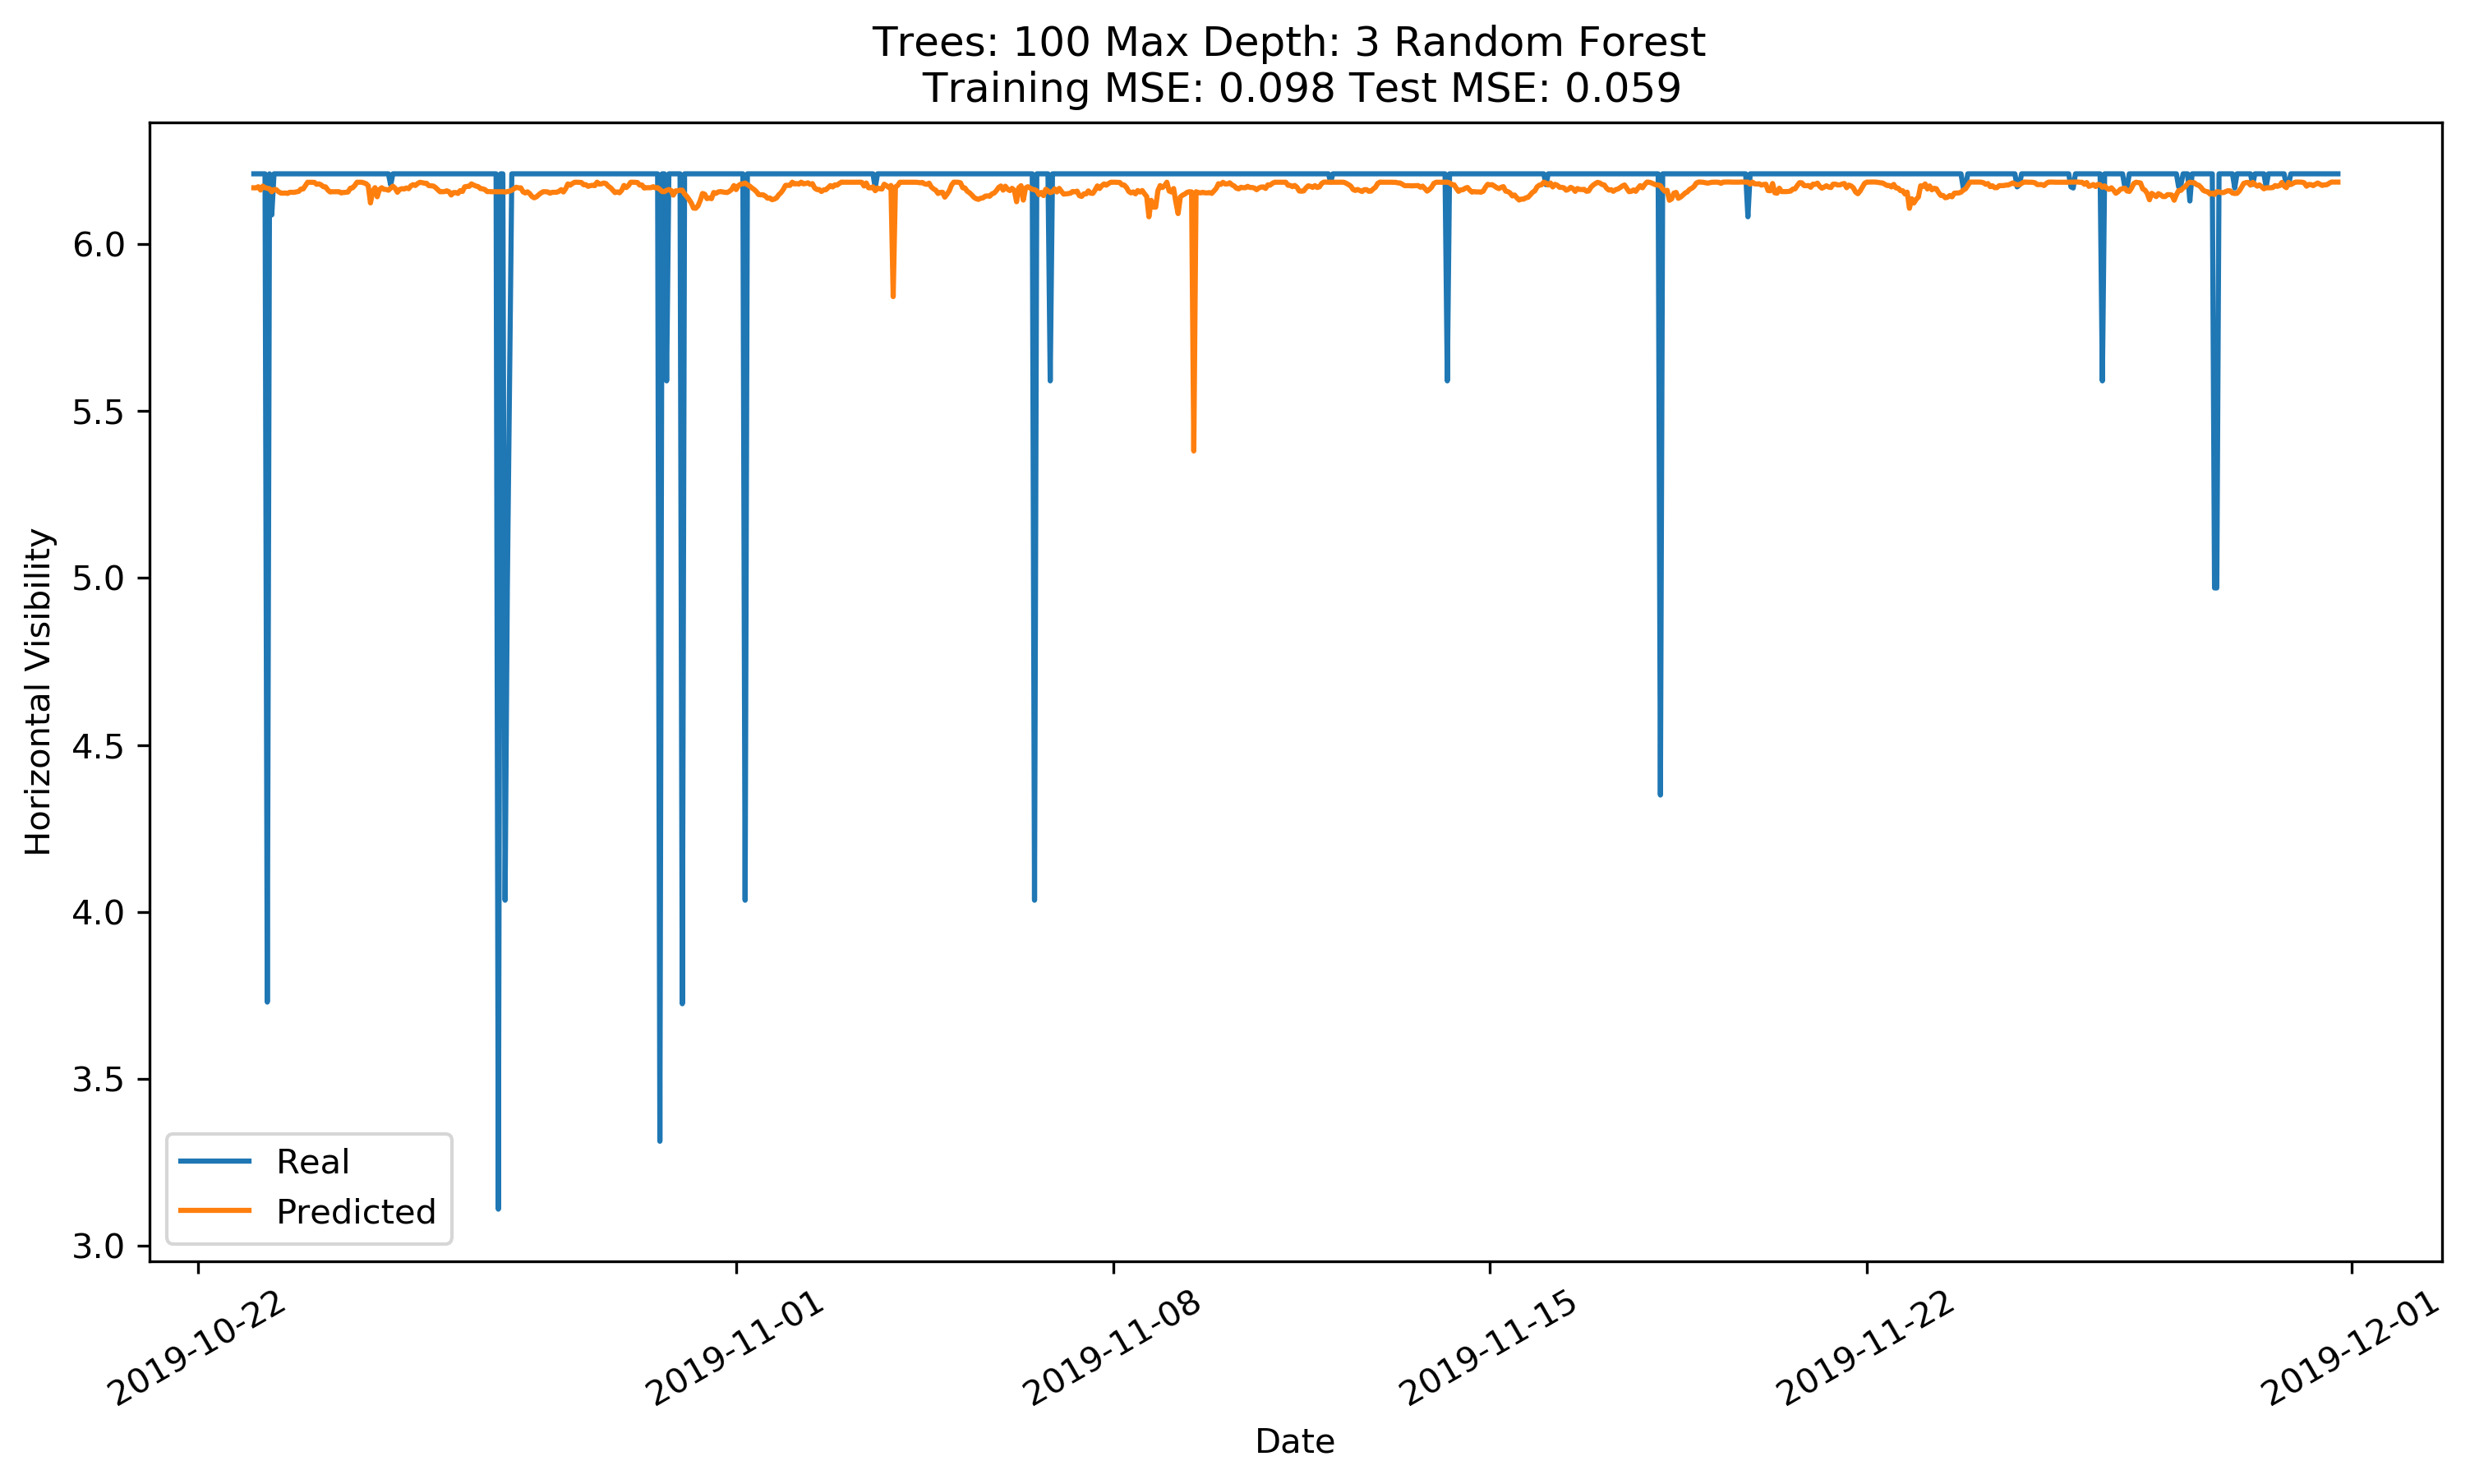 Trees: 100 Max Depth: 3 Random Forest
Training MSE: 0.098 Test MSE: 0.059
Horizontal Visibility
6.0
5.5
5.0
4.5
4.0
3.5
3.0
Real
Predicted
2019-10-22
2019-11-01
2019-11-08
2019-11-15
2019-11-22
2019-12-01
Date